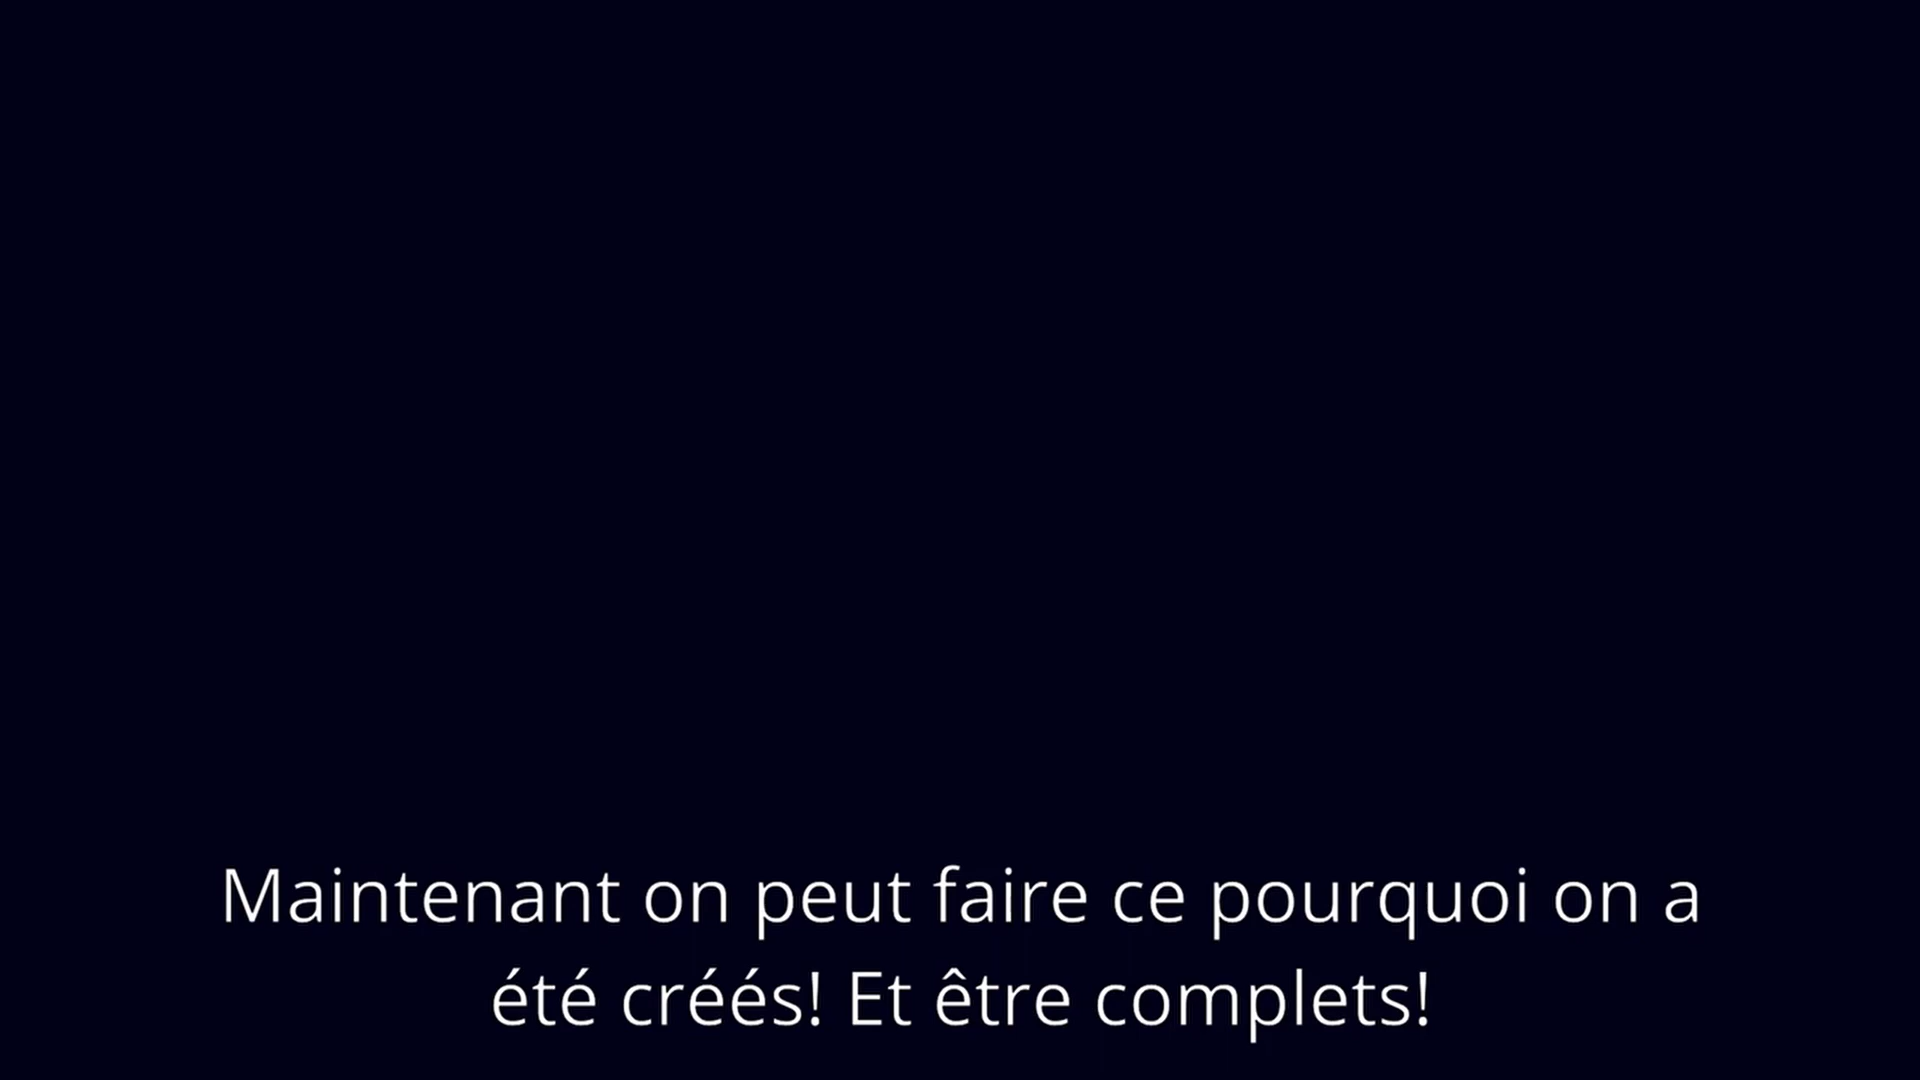 Maintenant on peut faire ce pourquoi on a
été créés! Et être complets!